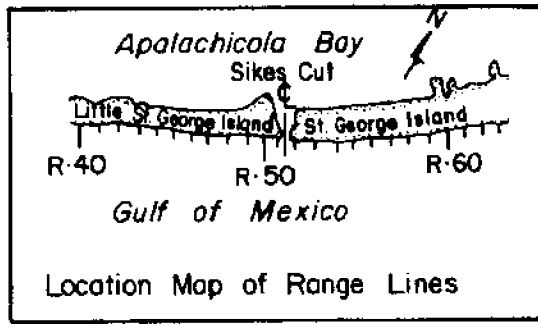 N
Apalachicola Bay
Sikes Cut
℄
Little St. George Island
St. George Island
R-40
R-50
R-60
Gulf of Mexico
Location Map of Range Lines